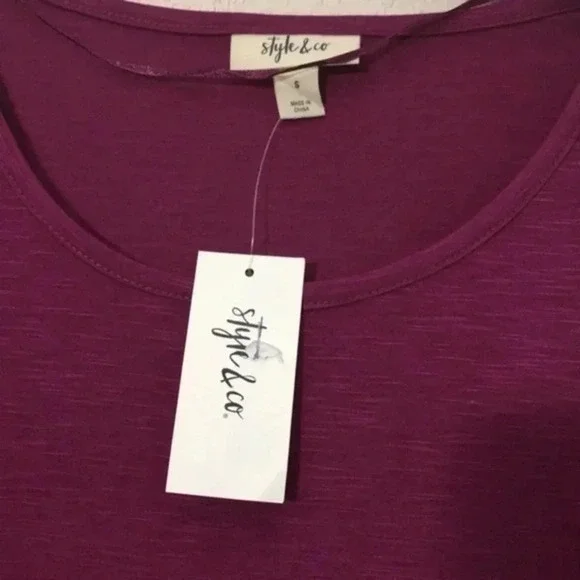 style & co
S
MADE IN
CHINA
style & co.